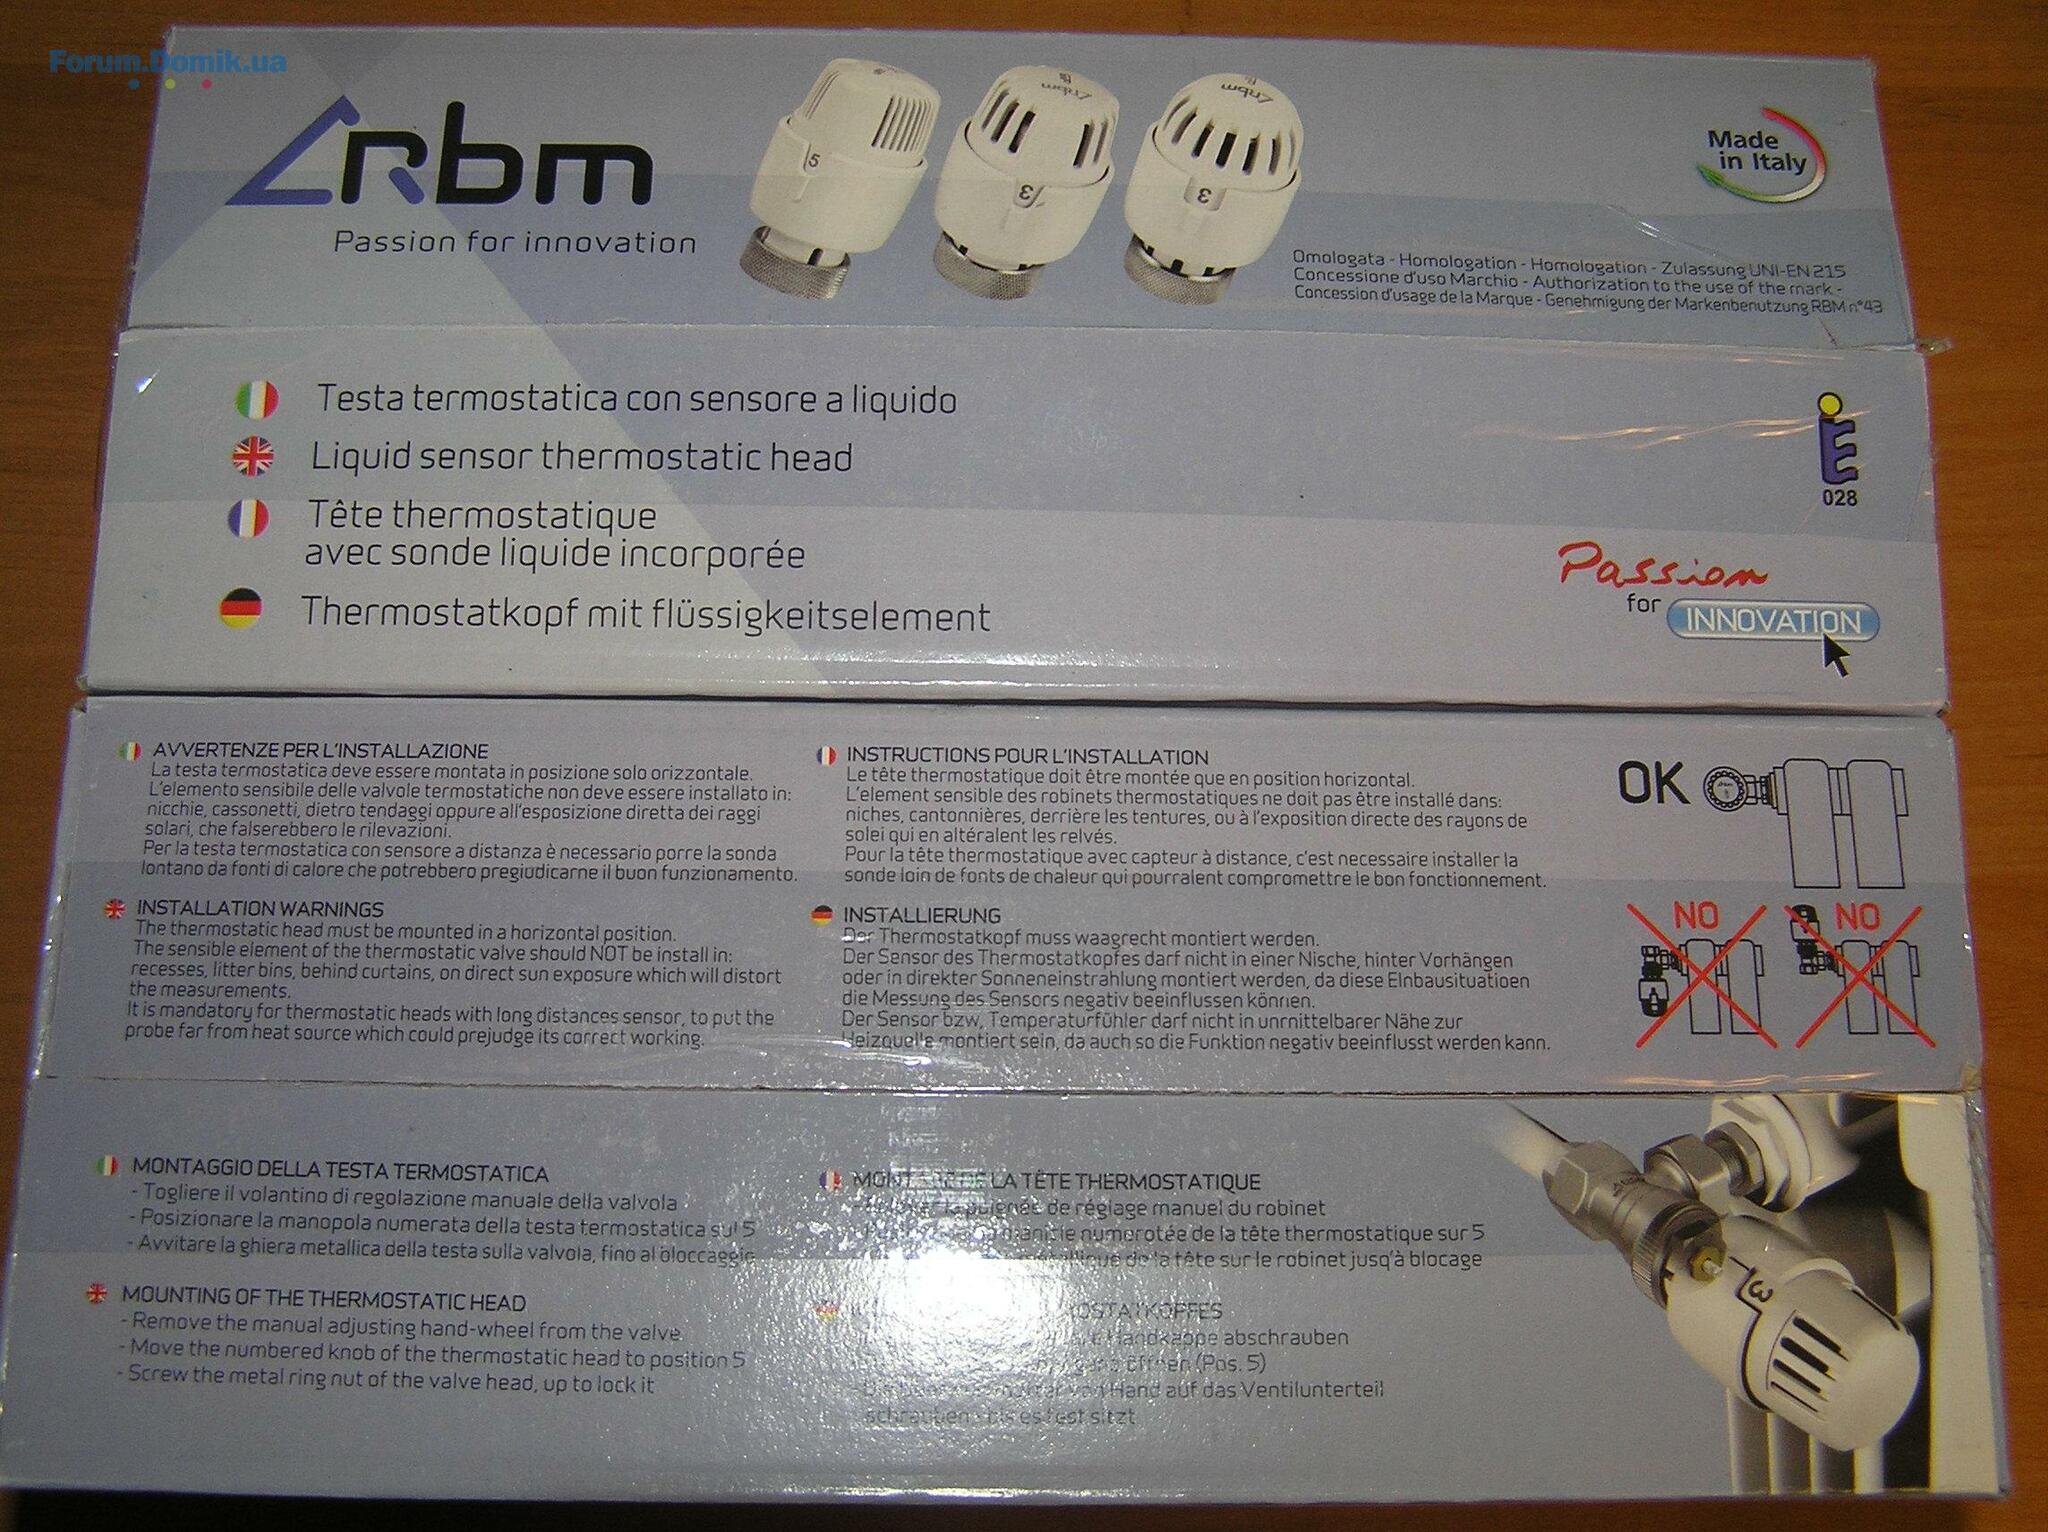 Forum.Domik.ua
rbm
Passion for innovation
5
rbm
3
rbm
3
Made
in Italy
Omologata - Homologation - Homologation - Zulassung UNI-EN 215
Concessione d'uso Marchio - Authorization to the use of the mark -
Concession d'usage de la Marque - Genehmigung der Markenbenutzung RBM n°43
Testa termostatica con sensore a liquido
Liquid sensor thermostatic head
Tête thermostatique
avec sonde liquide incorporée
Thermostatkopf mit flüssigkeitselement
028
Passion
for INNOVATION
AVVERTENZE PER L'INSTALLAZIONE
La testa termostatica deve essere montata in posizione solo orizzontale.
L'elemento sensibile delle valvole termostatiche non deve essere installato in:
nicchie, cassonetti, dietro tendaggi oppure all'esposizione diretta dei raggi
solari, che falserebbero le rilevazioni.
Per la testa termostatica con sensore a distanza è necessario porre la sonda
lontano da fonti di calore che potrebbero pregiudicarne il buon funzionamento.
INSTALLATION WARNINGS
The thermostatic head must be mounted in a horizontal position.
The sensible element of the thermostatic valve should NOT be install in:
recesses, litter bins, behind curtains, on direct sun exposure which will distort
the measurements.
It is mandatory for thermostatic heads with long distances sensor, to put the
probe far from heat source which could prejudge its correct working.
INSTRUCTIONS POUR L'INSTALLATION
Le tête thermostatique doit être montée que en position horizontal.
L'element sensible des robinets thermostatiques ne doit pas être installé dans:
niches, cantonnières, derrière les tentures, ou à l'exposition directe des rayons de
solei qui en altéralent les relvés.
Pour la tête thermostatique avec capteur à distance, c'est necessaire installer la
sonde loin de fonts de chaleur qui pourralent compromettre le bon fonctionnement.
INSTALLIERUNG
Der Thermostatkopf muss waagrecht montiert werden.
Der Sensor des Thermostatkopfes darf nicht in einer Nische, hinter Vorhängen
oder in direkter Sonneneinstrahlung montiert werden, da diese EInbausituatioen
die Messung des Sensors negativ beeinflussen können.
Der Sensor bzw, Temperaturfühler darf nicht in unrnittelbarer Nähe zur
Heizquelle montiert sein, da auch so die Funktion negativ beeinflusst werden kann.
OK
NO
NO
MONTAGGIO DELLA TESTA TERMOSTATICA
- Togliere il volantino di regolazione manuale della valvola
- Posizionare la manopola numerata della testa termostatica sul 5
- Avvitare la ghiera metallica della testa sulla valvola, fino al bloccaggio
MOUNTING OF THE THERMOSTATIC HEAD
- Remove the manual adjusting hand-wheel from the valve
- Move the numbered knob of the thermostatic head to position 5
- Screw the metal ring nut of the valve head, up to lock it
LA TÊTE THERMOSTATIQUE
la poignée de réglage manuel du robinet
numerotée de la tête thermostatique sur 5
de la tête sur le robinet jusqu'à blocage
Handkappe abschrauben
öffnen (Pos. 5)
von Hand auf das Ventilunterteil
schrauben - bis es fest sitzt
3